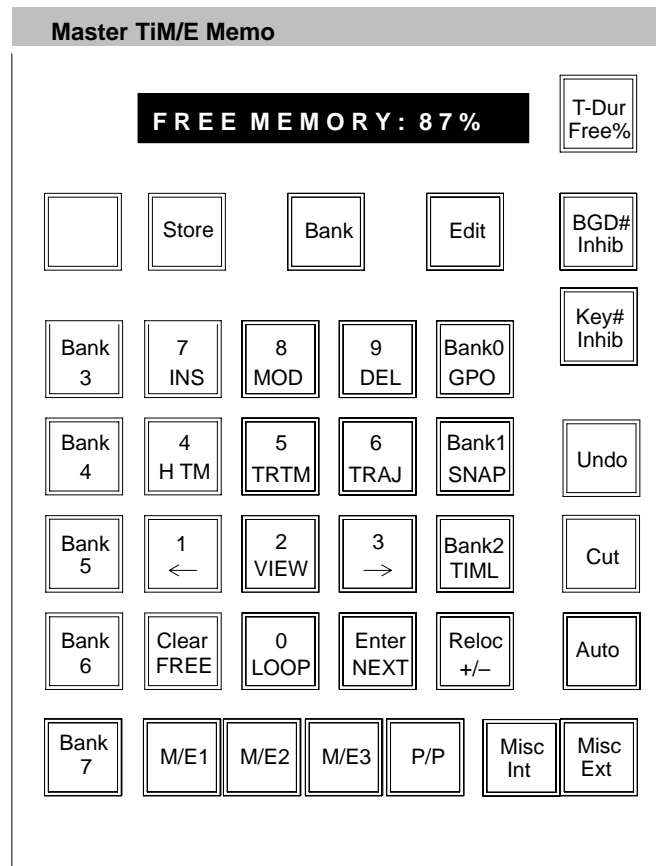 Master TiM/E Memo
FREE MEMORY: 87%
T-Dur
Free%
Store
Bank
Edit
BGD#
Inhib
Key#
Inhib
Bank
3
7
INS
8
MOD
9
DEL
Bank0
GPO
Bank
4
4
H TM
5
TRTM
6
TRAJ
Bank1
SNAP
Undo
Bank
5
1
←
2
VIEW
3
→
Bank2
TIML
Cut
Bank
6
Clear
FREE
0
LOOP
Enter
NEXT
Reloc
+/–
Auto
Bank
7
M/E1
M/E2
M/E3
P/P
Misc
Int
Misc
Ext